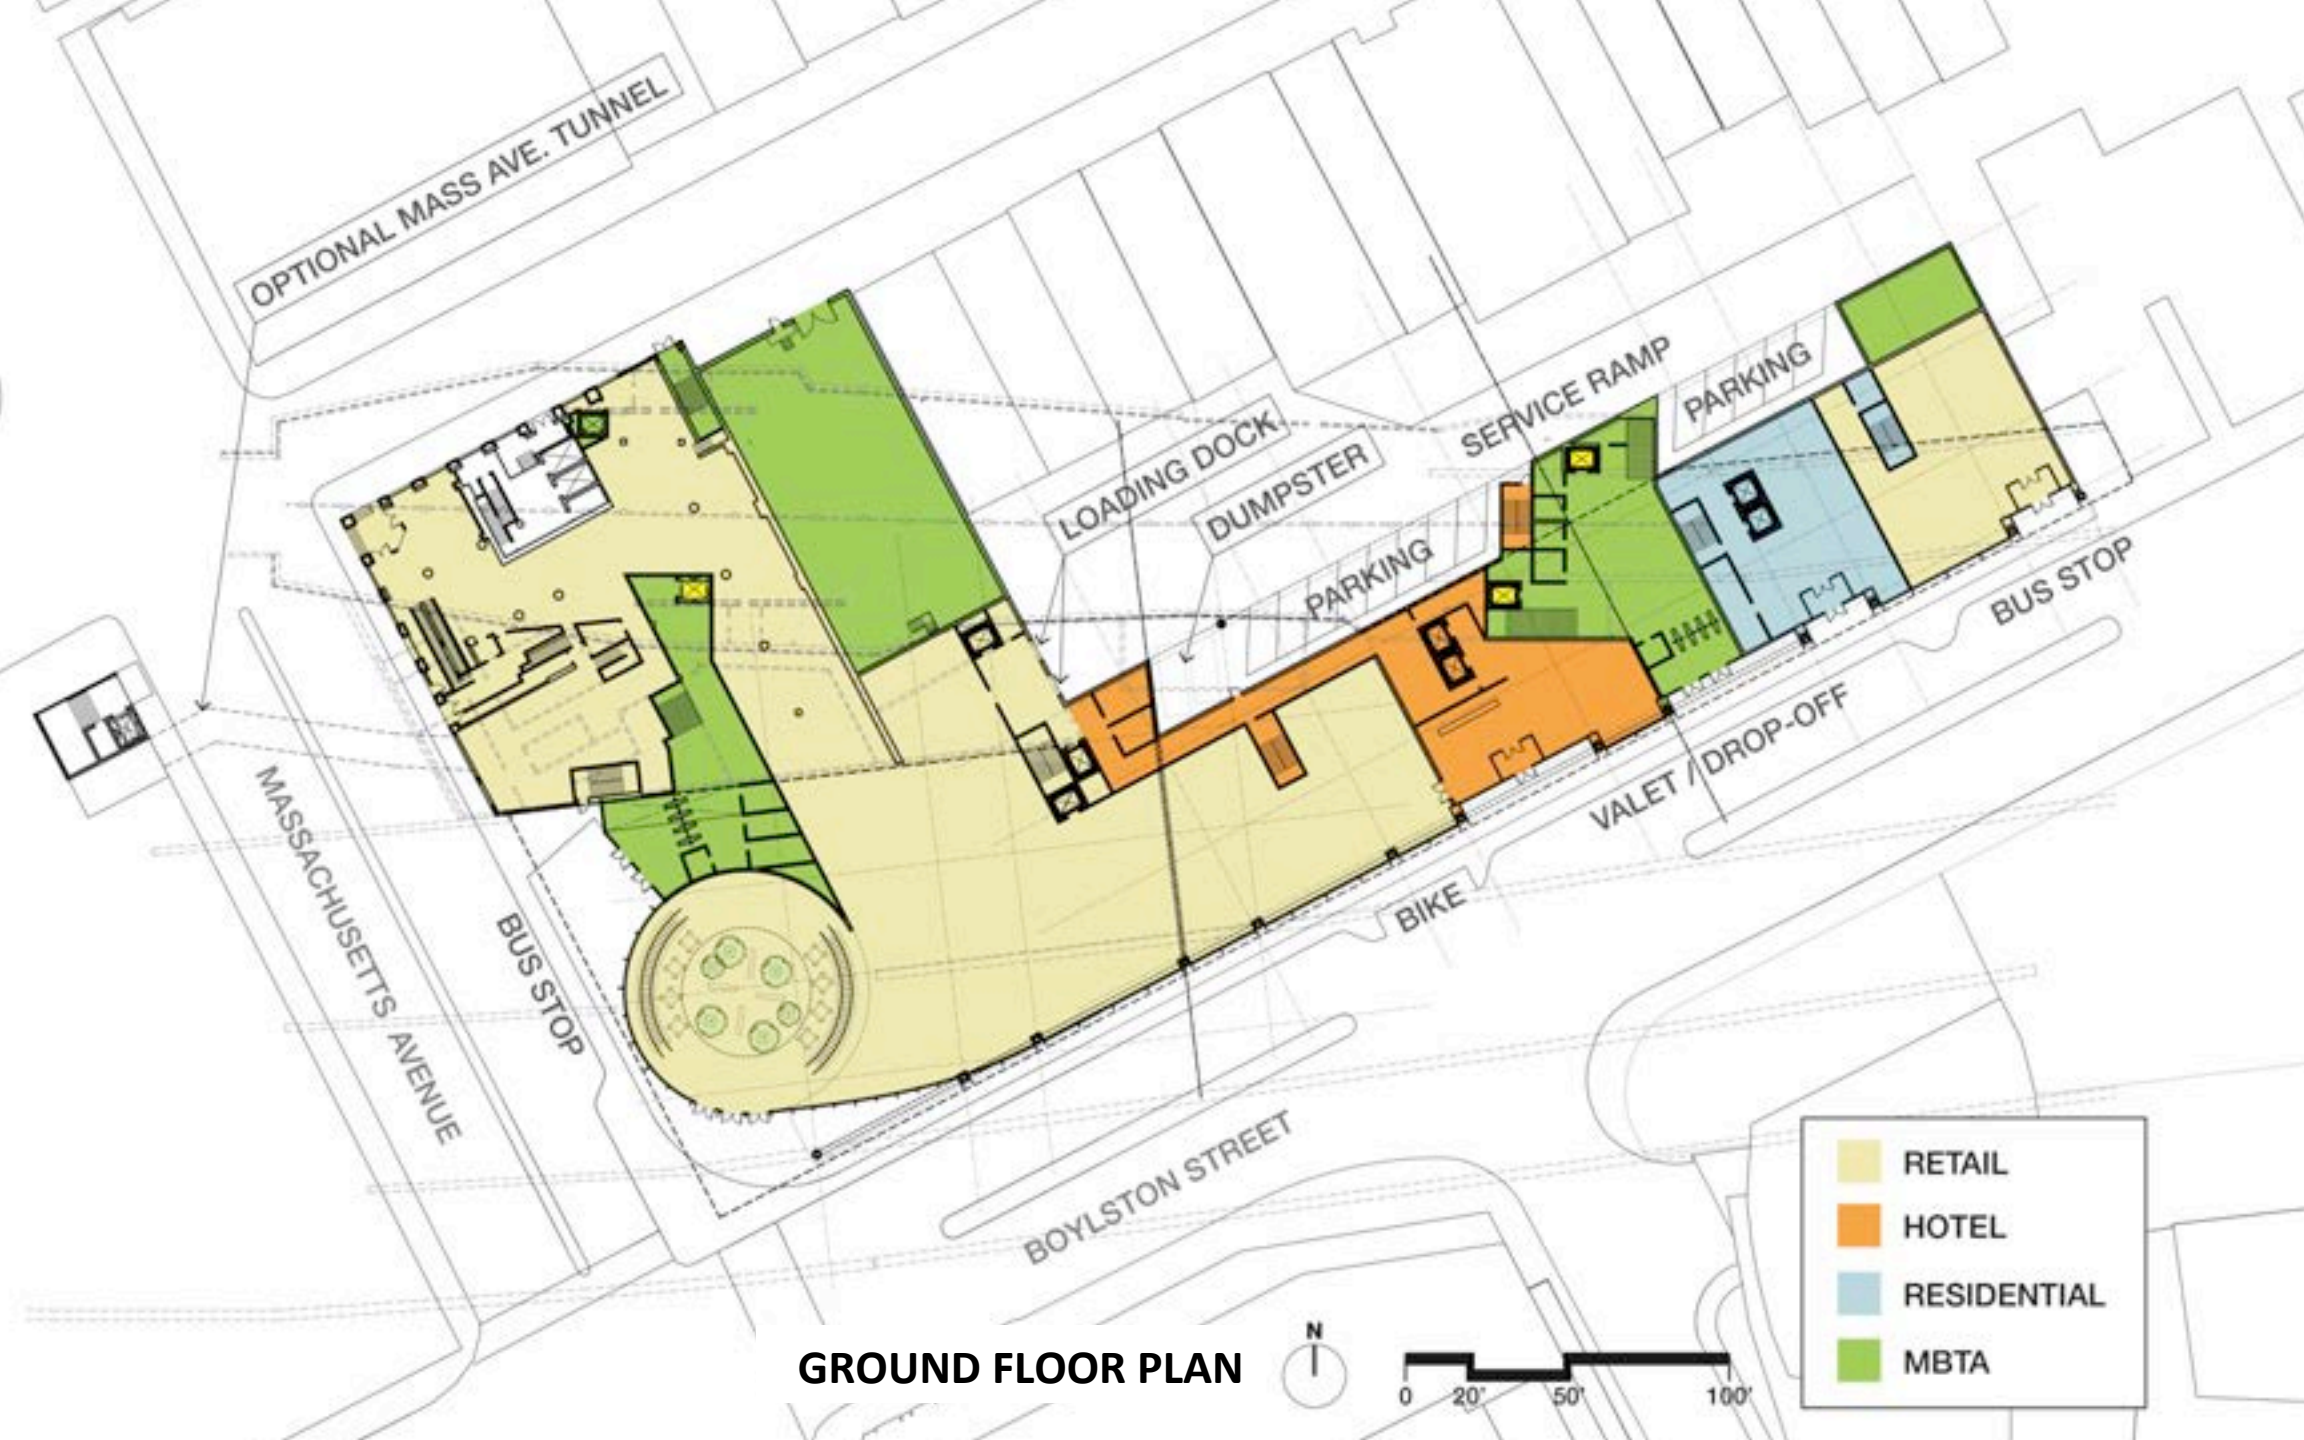 OPTIONAL MASS AVE. TUNNEL
LOADING DOCK
DUMPSTER
SERVICE RAMP
PARKING
PARKING
BUS STOP
VALET / DROP-OFF
BIKE
MASSACHUSETTS AVENUE
BUS STOP
BOYLSTON STREET
RETAIL
HOTEL
RESIDENTIAL
MBTA
GROUND FLOOR PLAN
N
0 20' 50' 100'